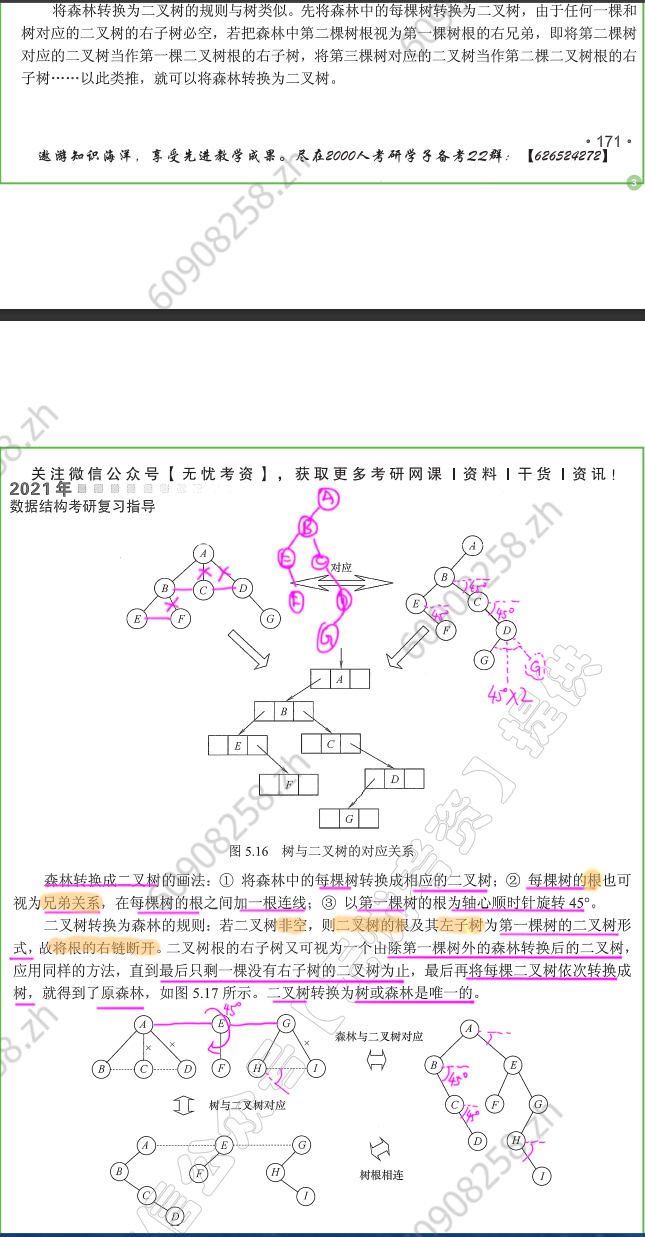 将森林转换为二叉树的规则与树类似。先将森林中的每棵树转换为二叉树，由于任何一棵和
树对应的二叉树的右子树必空，若把森林中第二棵树根视为第一棵树根的右兄弟，即将第二棵树
对应的二叉树当作第一棵二叉树根的右子树，将第三棵树对应的二叉树当作第二棵二叉树根的右
子树……以此类推，就可以将森林转换为二叉树。
·171·
遨游知识海洋，享受先进教学成果。尽在2000人考研学子备考QQ群：【626524272】
3
60908258.zh
关注微信公众号【无忧考资】，获取更多考研网课 | 资料 | 干货 | 资讯！
2021年
数据结构考研复习指导
A
B
C
D
E
F
G
A
B
E
C
F
D
G
对应
A
B
E
C
F
D
G
45°
45°
45°
G
45°×2
A
B
E
C
F
D
G
图 5.16 树与二叉树的对应关系
森林转换成二叉树的画法：① 将森林中的每棵树转换成相应的二叉树；② 每棵树的根也可
视为兄弟关系，在每棵树的根之间加一根连线；③ 以第一棵树的根为轴心顺时针旋转 45°。
二叉树转换为森林的规则：若二叉树非空，则二叉树的根及其左子树为第一棵树的二叉树形
式，故将根的右链断开。二叉树根的右子树又可视为一个由除第一棵树外的森林转换后的二叉树，
应用同样的方法，直到最后只剩一棵没有右子树的二叉树为止，最后再将每棵二叉树依次转换成
树，就得到了原森林，如图 5.17 所示。二叉树转换为树或森林是唯一的。
45°
A
E
G
B
C
D
F
H
I
森林与二叉树对应
树与二叉树对应
A
B
E
45°
C
F
G
45°
D
H
I
A
E
G
B
F
H
C
I
D
树根相连
60908258.zh